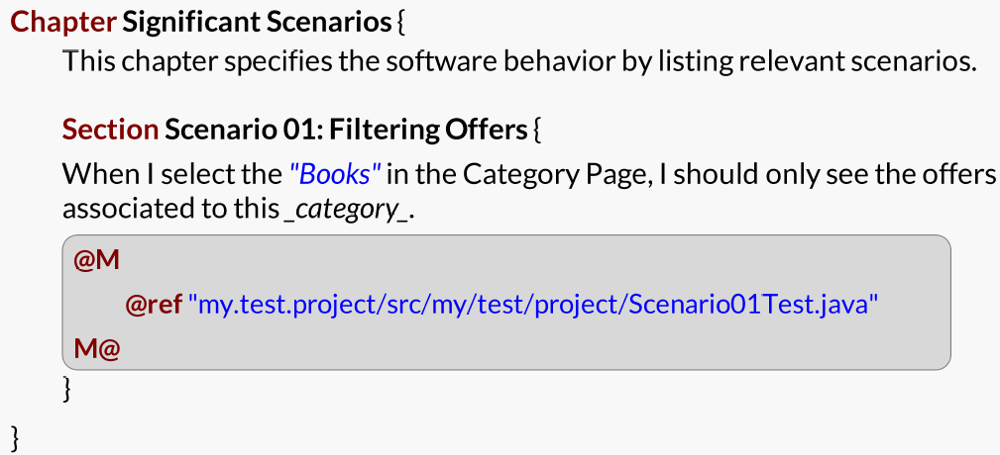 Chapter Significant Scenarios {
This chapter specifies the software behavior by listing relevant scenarios.
Section Scenario 01: Filtering Offers {
When I select the "Books" in the Category Page, I should only see the offers
associated to this _category_.
@M
@ref "my.test.project/src/my/test/project/Scenario01Test.java"
M@
}
}